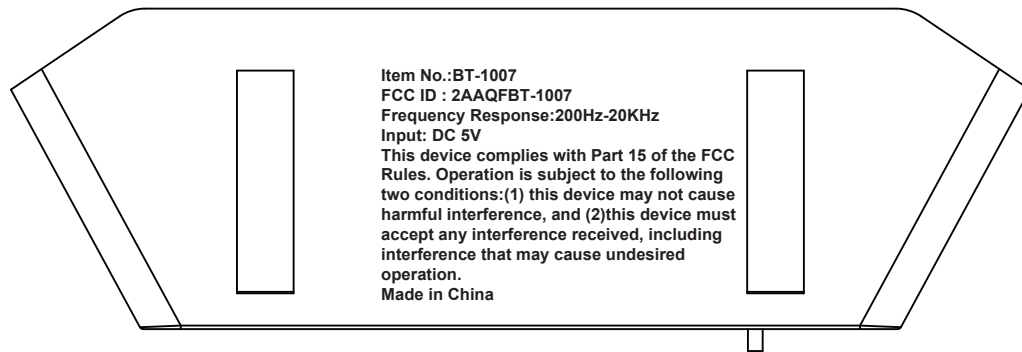 Item No.:BT-1007
FCC ID : 2AAQFBT-1007
Frequency Response:200Hz-20KHz
Input: DC 5V
This device complies with Part 15 of the FCC
Rules. Operation is subject to the following
two conditions:(1) this device may not cause
harmful interference, and (2)this device must
accept any interference received, including
interference that may cause undesired
operation.
Made in China